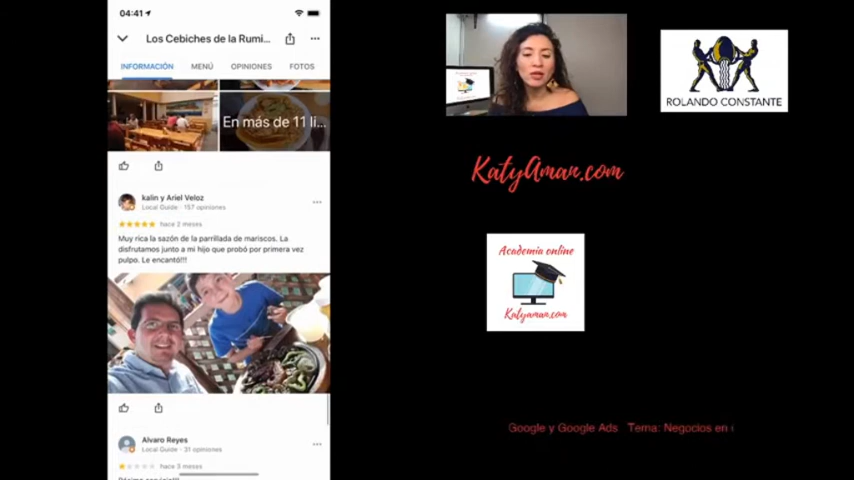 04:41
Los Cebiches de la Rumi...
INFORMACIÓN
MENÚ
OPINIONES
FOTOS
En más de 11 lí...
kalin y Ariel Veloz
Local Guide · 157 opiniones
hace 2 meses
Muy rica la sazón de la parrillada de mariscos. La
disfrutamos junto a mi hijo que probó por primera vez
pulpo. Le encantó!!!
Alvaro Reyes
Local Guide · 31 opiniones
hace 3 meses
ROLANDO CONSTANTE
KatyAman.com
Academia online
Katyaman.com
Google y Google Ads Tema: Negocios en